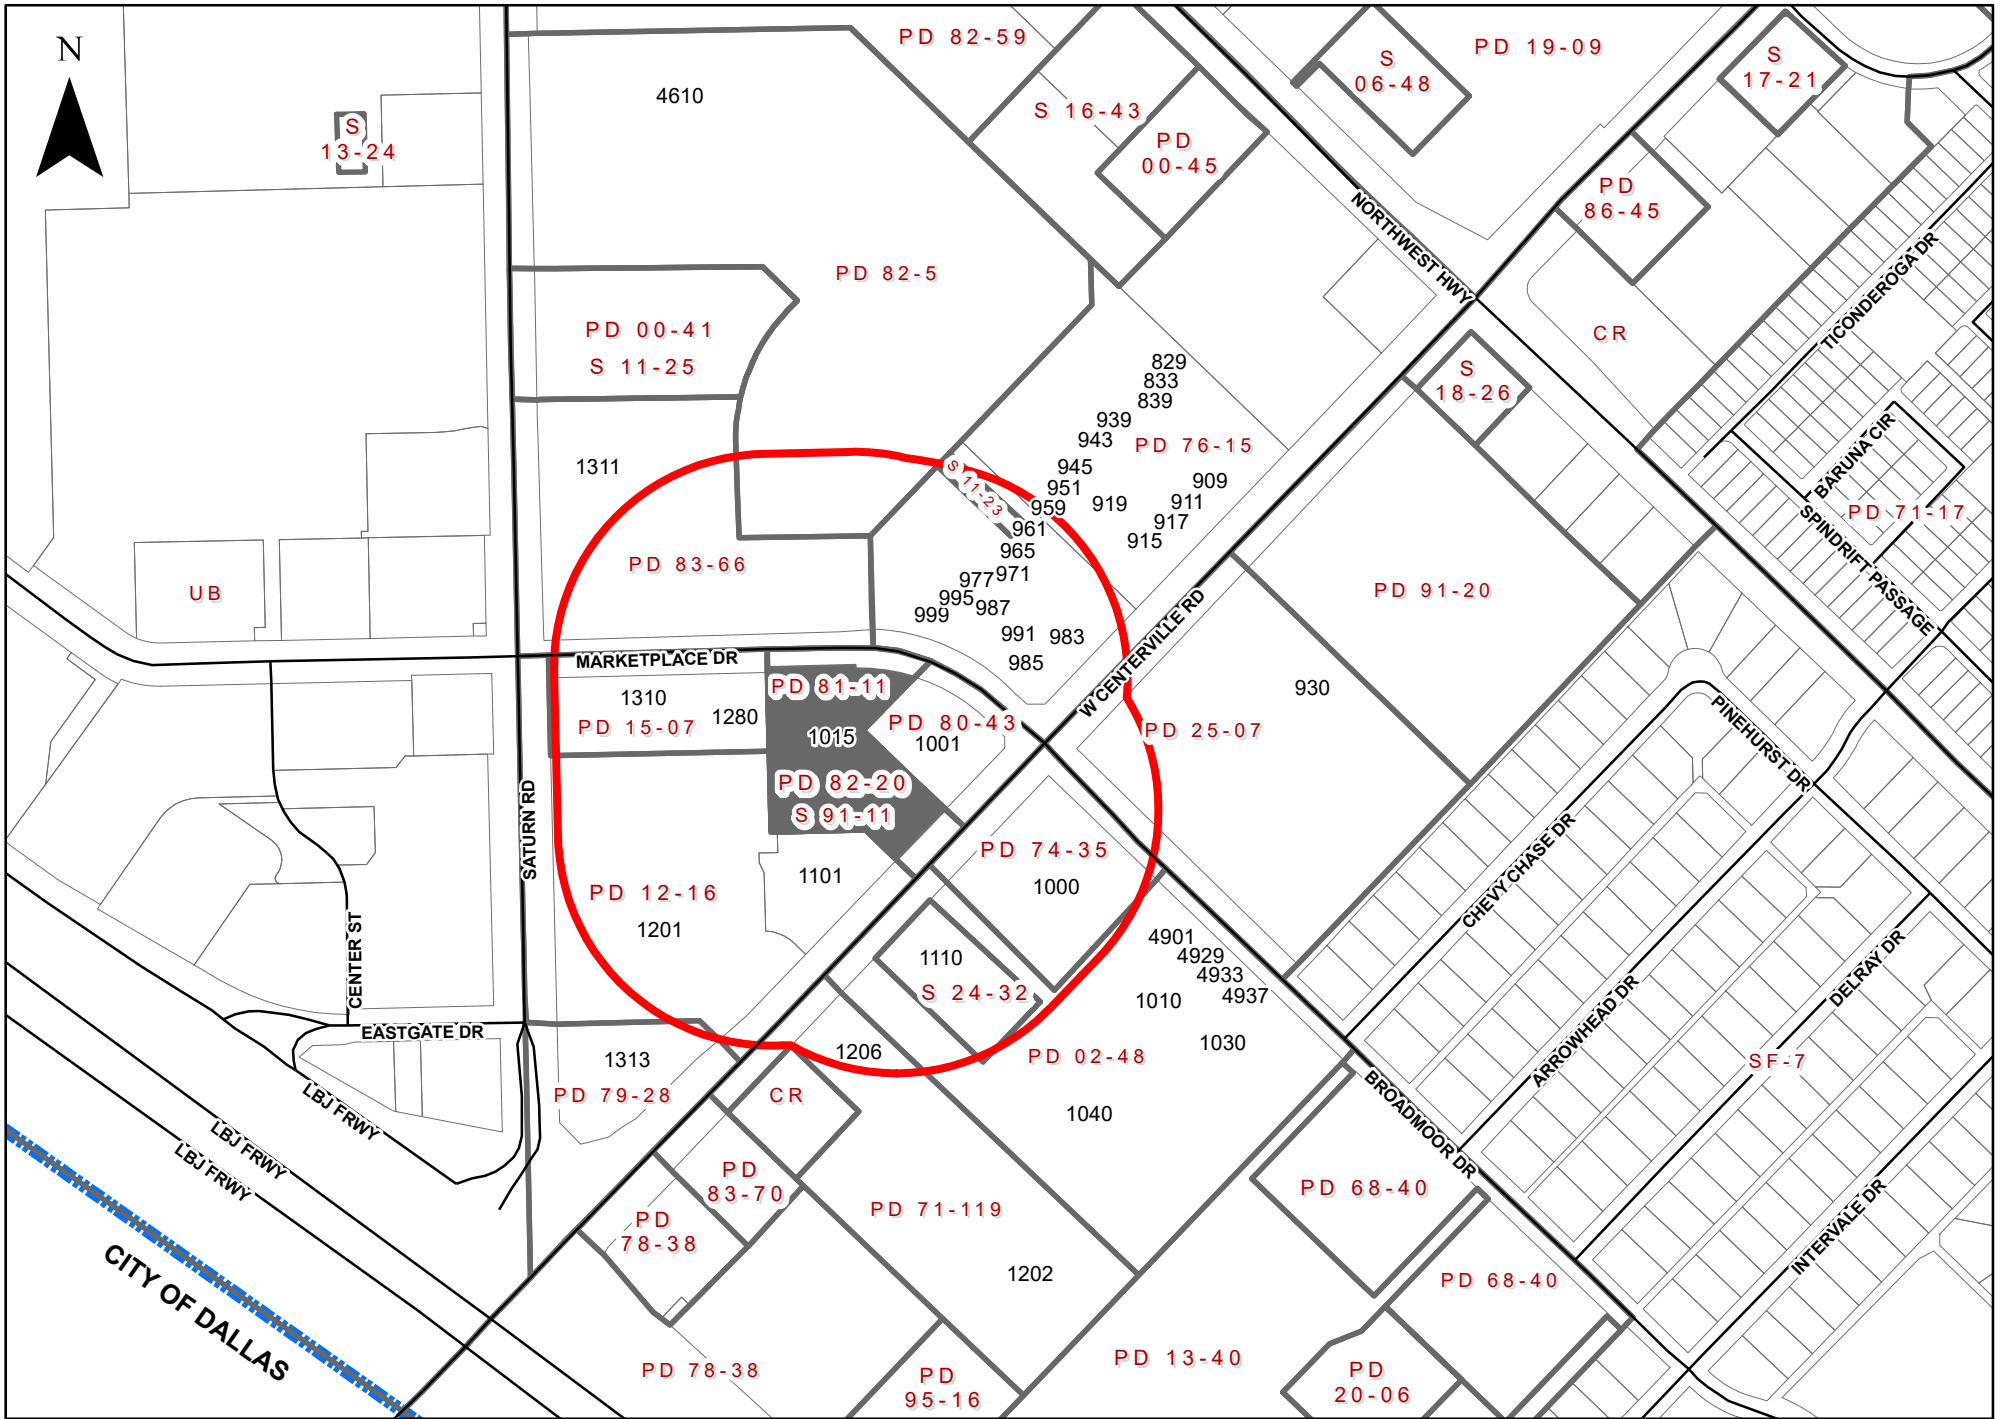 N
PD 82-59
PD 19-09
S
06-48
S
17-21
4610
S 16-43
S
13-24
PD
00-45
PD
86-45
NORTHWEST HWY
TICONDEROGA DR
PD 82-5
PD 00-41
S 11-25
CR
829
833
839
S
18-26
939
943
PD 76-15
BARUNA CIR
1311
S 11-23
945
951
959
919
909
911
917
915
961
965
PD 71-17
SPINDRIFT PASSAGE
PD 83-66
UB
977
971
995
987
999
991
983
985
PD 91-20
W CENTERVILLE RD
MARKETPLACE DR
1310
1280
PD 15-07
PD 81-11
1015
PD 80-43
1001
PD 25-07
930
PINEHURST DR
PD 82-20
S 91-11
SATURN RD
PD 74-35
1000
CHEVY CHASE DR
1101
PD 12-16
1201
CENTER ST
EASTGATE DR
1110
S 24-32
4901
4929
4933
4937
1010
1030
DELRAY DR
ARROWHEAD DR
1313
PD 79-28
1206
PD 02-48
SF-7
LBJ FRWY
LBJ FRWY
LBJ FRWY
CR
1040
BROADMOOR DR
PD
83-70
PD
78-38
PD 71-119
PD 68-40
INTERVALE DR
CITY OF DALLAS
1202
PD 68-40
PD 78-38
PD
95-16
PD 13-40
PD
20-06